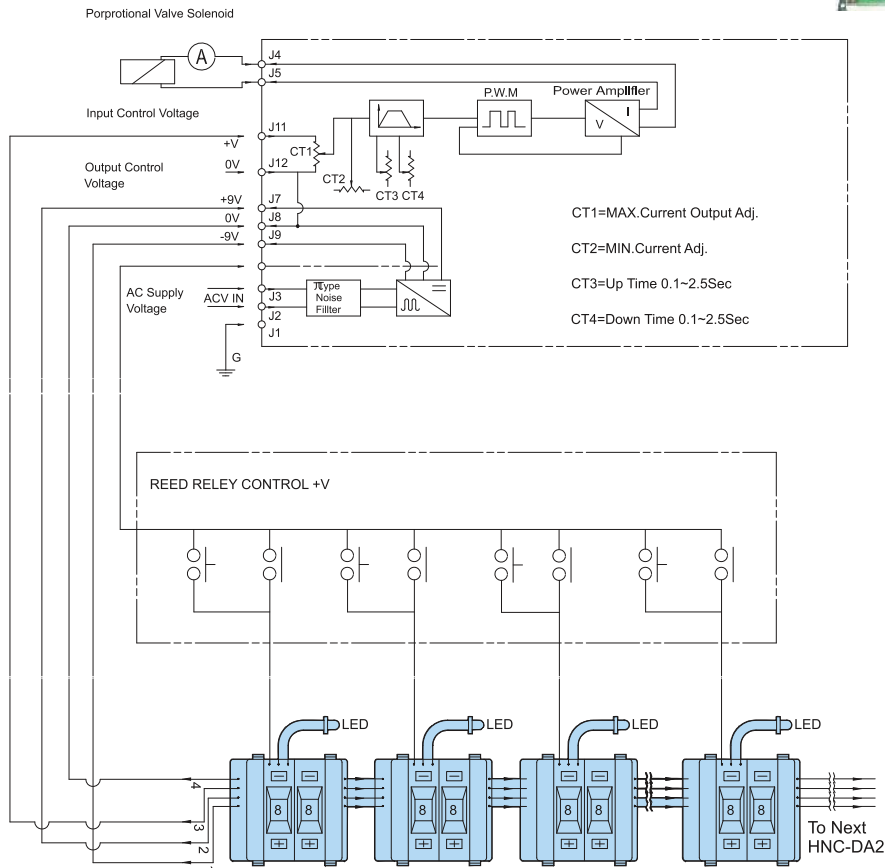 Porprotional Valve Solenoid
A
J4
J5
Input Control Voltage
P.W.M
Power Amplifier
I
V
J11
+V
CT1
J12
0V
Output Control
Voltage
CT2
CT3 CT4
+9V
J7
0V
J8
-9V
J9
CT1=MAX.Current Output Adj.
CT2=MIN.Current Adj.
CT3=Up Time 0.1~2.5Sec
CT4=Down Time 0.1~2.5Sec
AC Supply
Voltage
ACV IN
J3
J2
J1
πType
Noise
Fillter
G
REED RELEY CONTROL +V
LED
LED
LED
LED
4
3
2
8 8
8 8
8 8
8 8
To Next
HNC-DA2